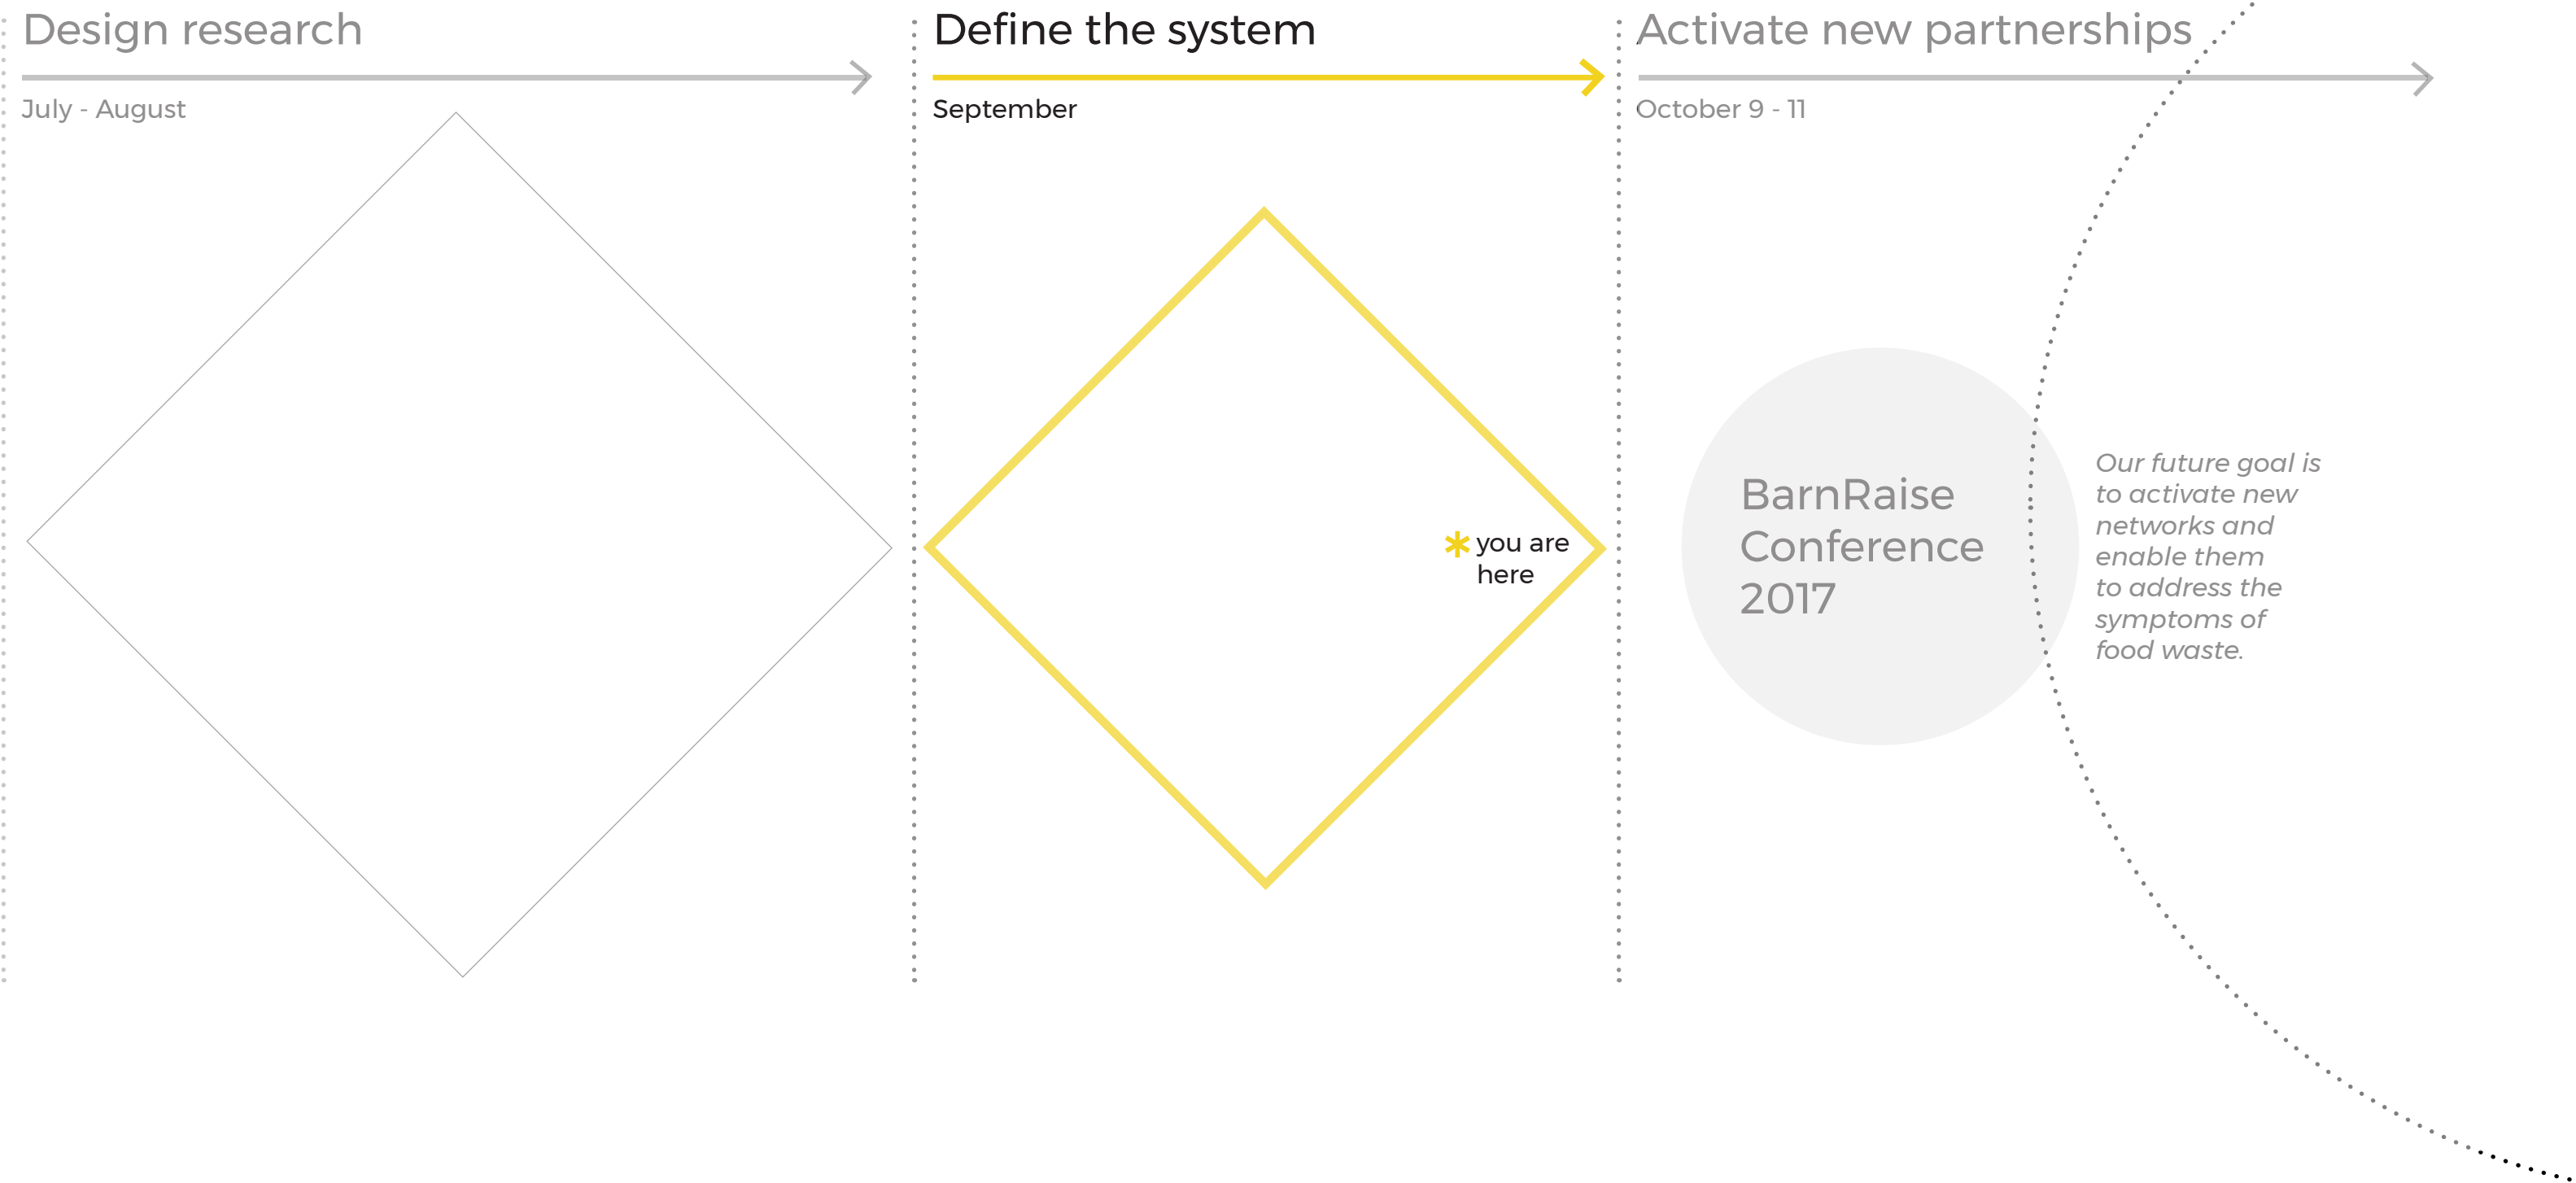 Design research
July - August
Define the system
September
* you are
here
Activate new partnerships
October 9 - 11
BarnRaise
Conference
2017
Our future goal is
to activate new
networks and
enable them
to address the
symptoms of
food waste.